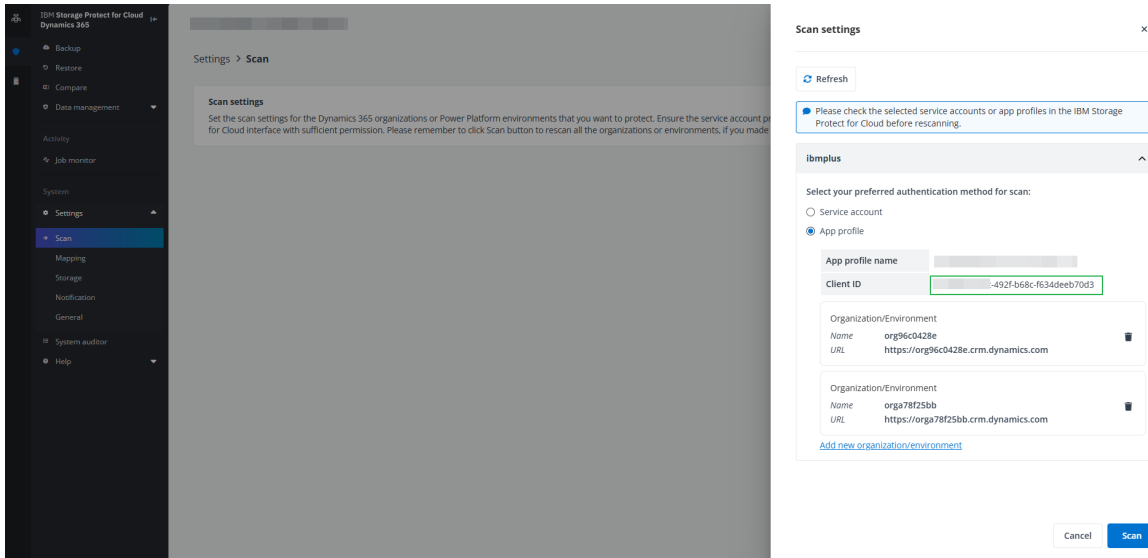 IBM Storage Protect for Cloud
Dynamics 365
Backup
Restore
Compare
Data management
Activity
Job monitor
System
Settings
Scan
Mapping
Storage
Notification
General
System auditor
Help
Settings > Scan
Scan settings
Set the scan settings for the Dynamics 365 organizations or Power Platform environments that you want to protect. Ensure the service account pr
for Cloud interface with sufficient permission. Please remember to click Scan button to rescan all the organizations or environments, if you made
Scan settings
Refresh
Please check the selected service accounts or app profiles in the IBM Storage
Protect for Cloud before rescanning.
ibmplus
Select your preferred authentication method for scan:
Service account
App profile
App profile name
Client ID -492f-b68c-f634deeb70d3
Organization/Environment
Name org96c0428e
URL https://org96c0428e.crm.dynamics.com
Organization/Environment
Name orga78f25bb
URL https://orga78f25bb.crm.dynamics.com
Add new organization/environment
Cancel Scan